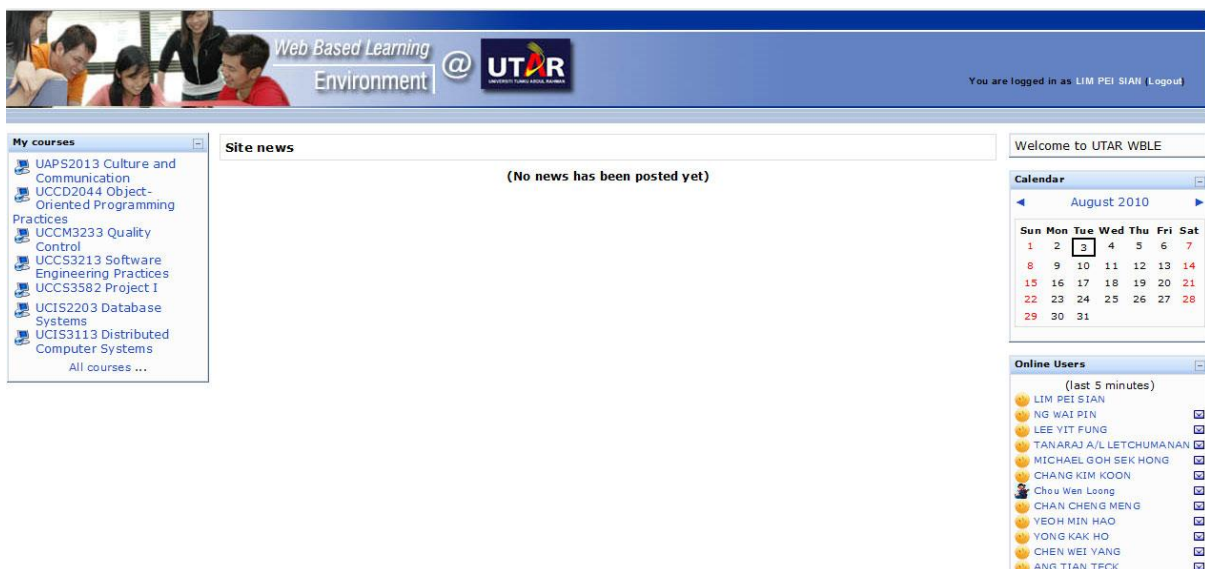 Web Based Learning
Environment
@
UTAR
UNIVERSITI TUNKU ABDUL RAHMAN
You are logged in as LIM PEI SIAN (Logout)
My courses
UAPS2013 Culture and
Communication
UCCD2044 Object-
Oriented Programming
Practices
UCCM3233 Quality
Control
UCCS3213 Software
Engineering Practices
UCCS3582 Project I
UCIS2203 Database
Systems
UCIS3113 Distributed
Computer Systems
All courses ...
Site news
(No news has been posted yet)
Welcome to UTAR WBLE
Calendar
◄ August 2010 ►
Sun Mon Tue Wed Thu Fri Sat
1 2 3 4 5 6 7
8 9 10 11 12 13 14
15 16 17 18 19 20 21
22 23 24 25 26 27 28
29 30 31
Online Users
(last 5 minutes)
LIM PEI SIAN
NG WAI PIN
LEE YIT FUNG
TANARAJ A/L LETCHUMANAN
MICHAEL GOH SEK HONG
CHANG KIM KOON
Chou Wen Loong
CHAN CHENG MENG
YEOH MIN HAO
YONG KAK HO
CHEN WEI YANG
ANG TIAN TECK